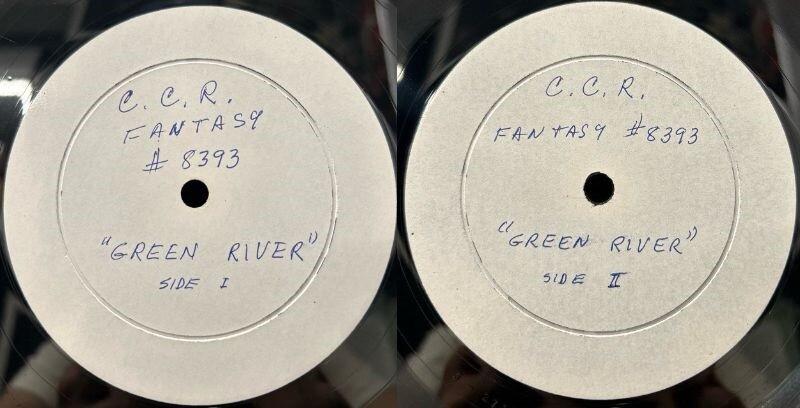 C. C. R.
FANTASY
# 8393
"GREEN RIVER"
SIDE I
C. C. R.
FANTASY #8393
"GREEN RIVER"
SIDE II